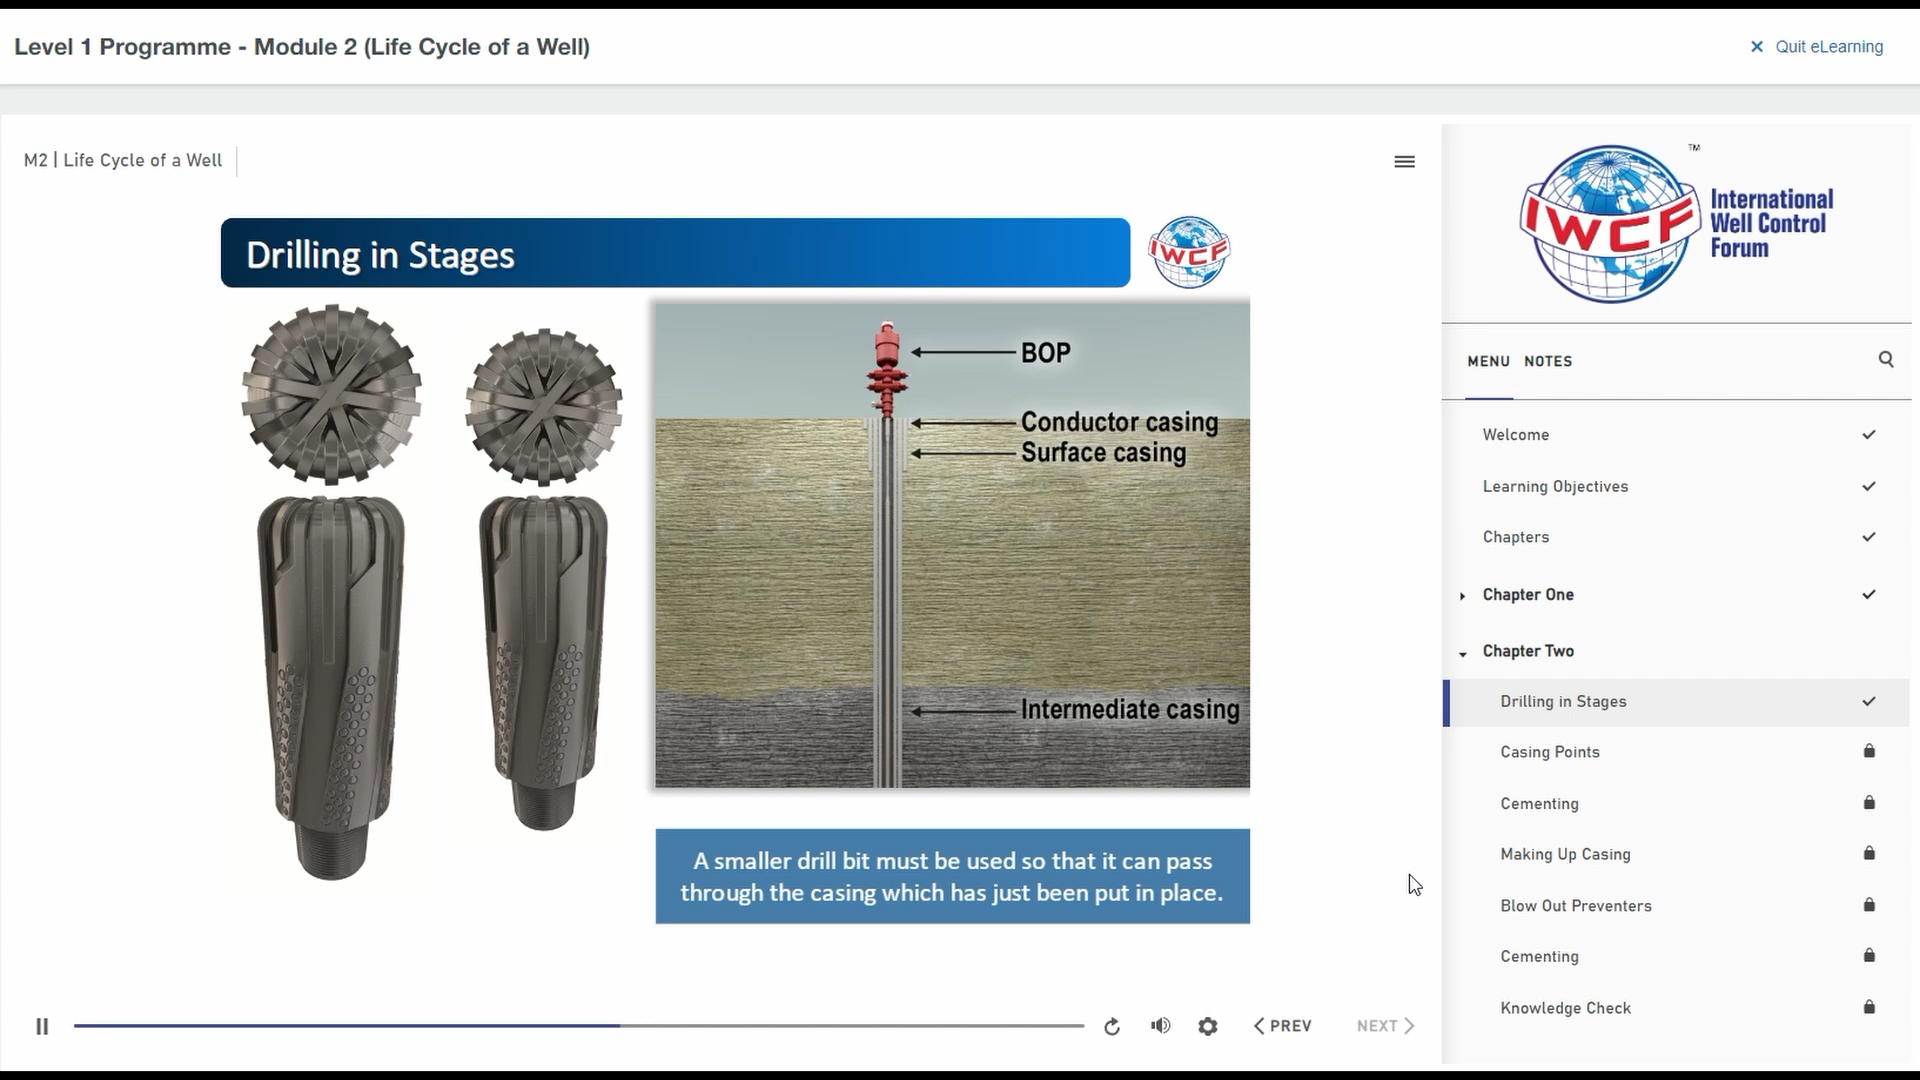 Level 1 Programme - Module 2 (Life Cycle of a Well)
Quit eLearning
M2 | Life Cycle of a Well
Drilling in Stages
IWCF
BOP
Conductor casing
Surface casing
Intermediate casing
A smaller drill bit must be used so that it can pass
through the casing which has just been put in place.
PREV
NEXT
TM
IWCF
International
Well Control
Forum
MENU NOTES
Welcome
Learning Objectives
Chapters
Chapter One
Chapter Two
Drilling in Stages
Casing Points
Cementing
Making Up Casing
Blow Out Preventers
Cementing
Knowledge Check